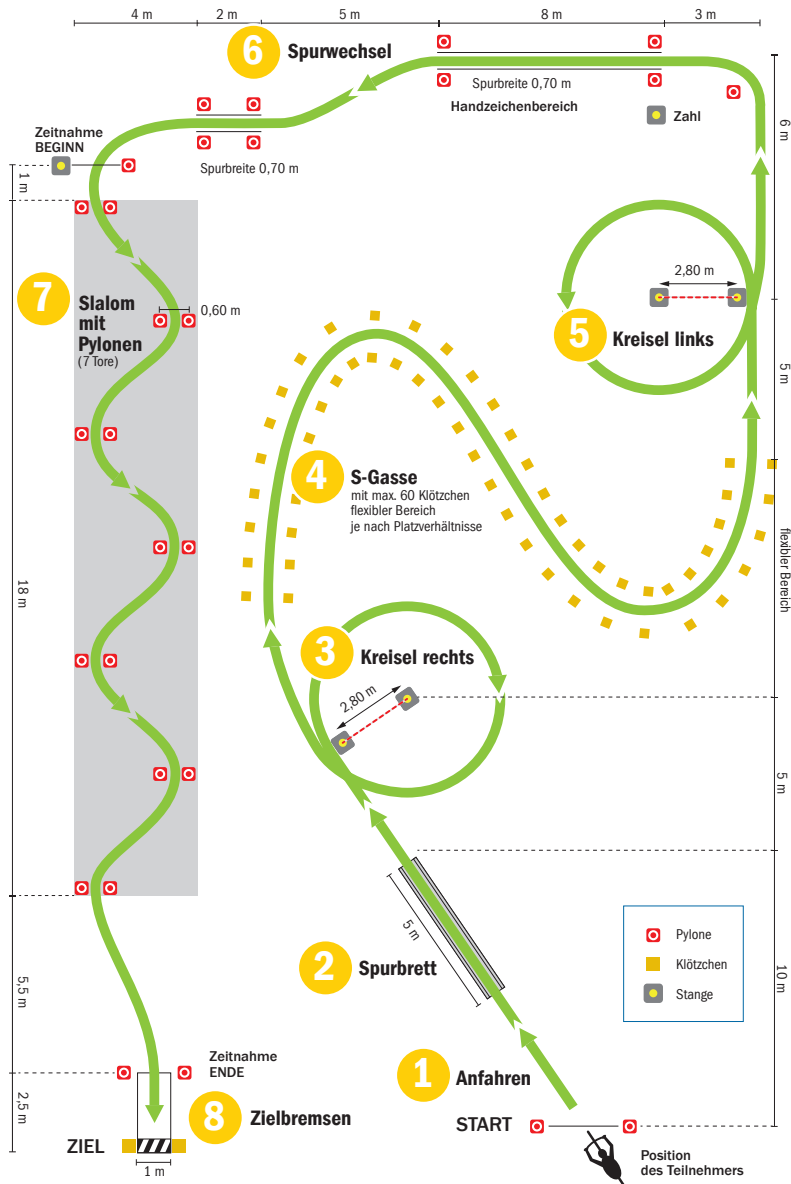 4 m
2 m
5 m
8 m
3 m
6
Spurwechsel
Spurbreite 0,70 m
Handzeichenbereich
Zahl
6 m
Zeitnahme
BEGINN
Spurbreite 0,70 m
1 m
7
Slalom
mit
Pylonen
(7 Tore)
0,60 m
2,80 m
5
Kreisel links
5 m
4
S-Gasse
mit max. 60 Klötzchen
flexibler Bereich
je nach Platzverhältnisse
flexibler Bereich
18 m
3
Kreisel rechts
2,80 m
5 m
5 m
2
Spurbrett
Pylone
Klötzchen
Stange
10 m
5,5 m
Zeitnahme
ENDE
1
Anfahren
2,5 m
8
Zielbremsen
START
ZIEL
1 m
Position
des Teilnehmers